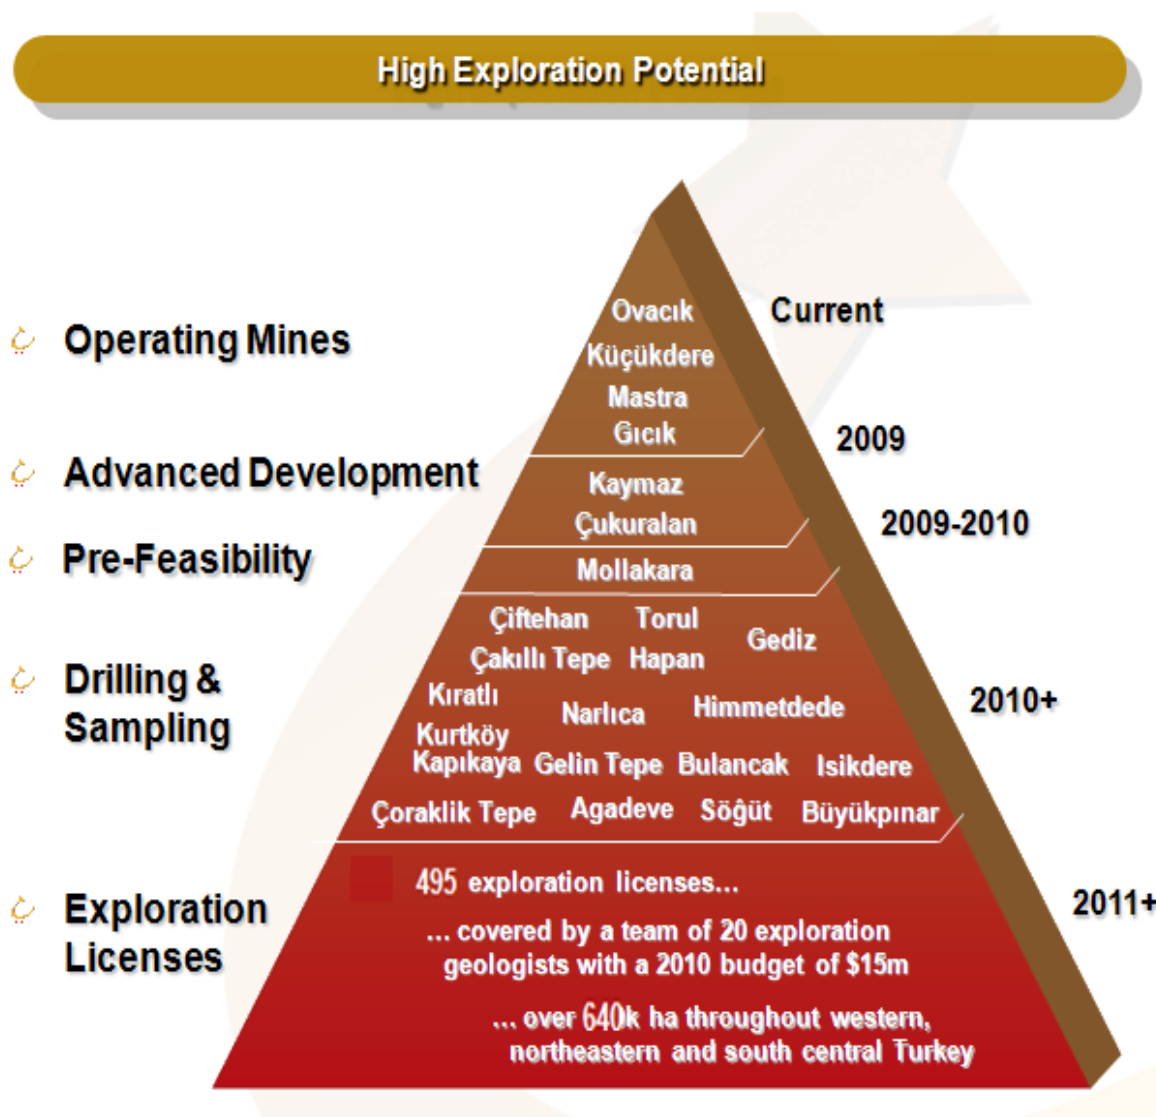 High Exploration Potential
Operating Mines
Advanced Development
Pre-Feasibility
Drilling &
Sampling
Exploration
Licenses
Ovacık
Küçükdere
Mastra
Gıcık
Kaymaz
Çukuralan
Mollakara
Çiftehan Torul
Gediz
Çakıllı Tepe Hapan
Kıratlı
Narlıca Himmetdede
Kurtköy
Kapıkaya Gelin Tepe Bulancak Isikdere
Çoraklik Tepe Agadeve Söğüt Büyükpınar
495 exploration licenses...
... covered by a team of 20 exploration
geologists with a 2010 budget of $15m
... over 640k ha throughout western,
northeastern and south central Turkey
Current
2009
2009-2010
2010+
2011+